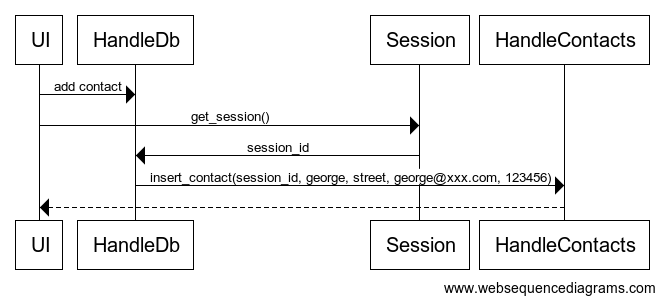 UI HandleDb Session HandleContacts
add contact
get_session()
session_id
insert_contact(session_id, george, street, george@xxx.com, 123456)
UI HandleDb Session HandleContacts
www.websequencediagrams.com